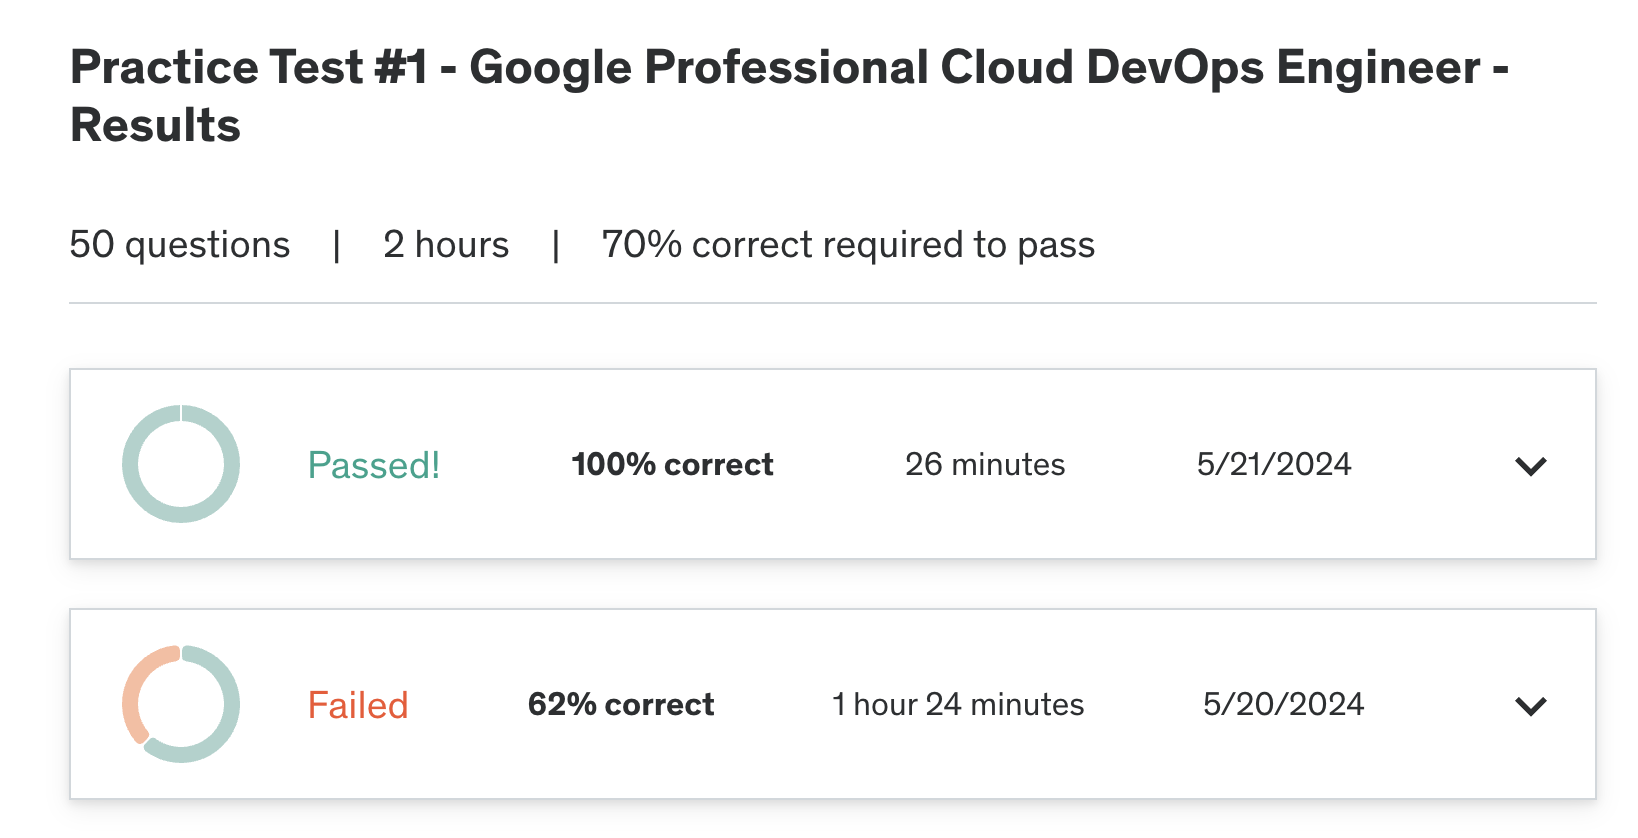 Practice Test #1 - Google Professional Cloud DevOps Engineer -
Results
50 questions | 2 hours | 70% correct required to pass
Passed! 100% correct 26 minutes 5/21/2024
Failed 62% correct 1 hour 24 minutes 5/20/2024